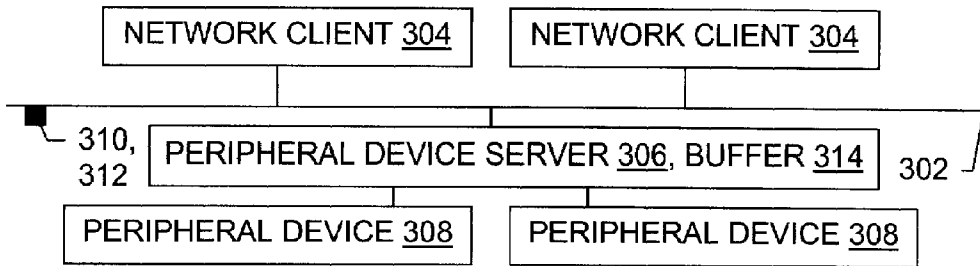 NETWORK CLIENT 304 NETWORK CLIENT 304
310,
312
PERIPHERAL DEVICE SERVER 306, BUFFER 314
302
PERIPHERAL DEVICE 308 PERIPHERAL DEVICE 308